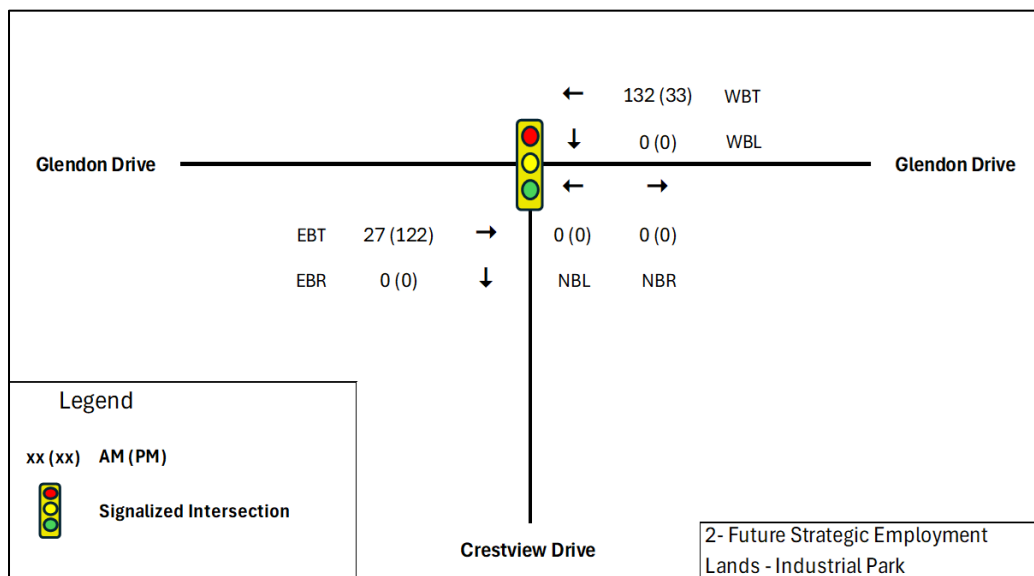 ← 132 (33) WBT
↓ 0 (0) WBL
Glendon Drive Glendon Drive
← →
EBT 27 (122) → 0 (0) 0 (0)
EBR 0 (0) ↓ NBL NBR
Legend
xx (xx) AM (PM)
Signalized Intersection
Crestview Drive
2- Future Strategic Employment
Lands - Industrial Park